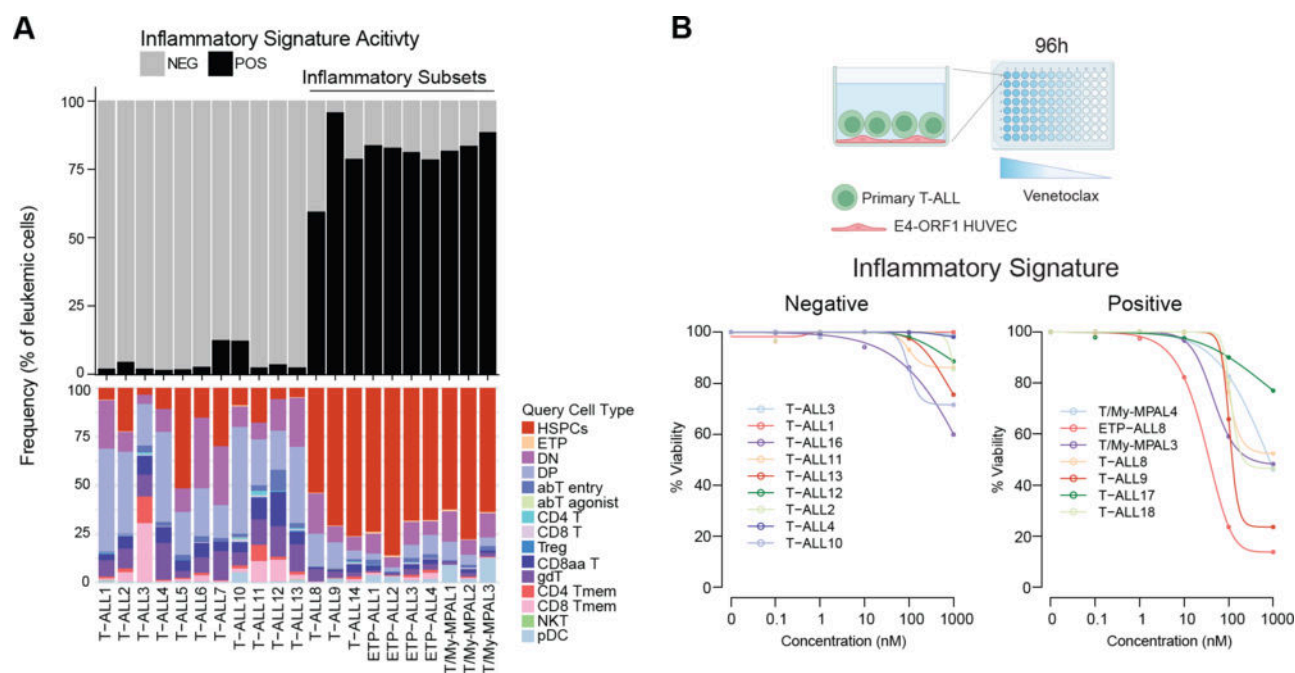 A
Inflammatory Signature Acitivty
NEG
POS
Inflammatory Subsets
Frequency (% of leukemic cells)
100
75
50
25
0
100
75
50
25
0
Query Cell Type
HSPCs
ETP
DN
DP
abT entry
abT agonist
CD4 T
CD8 T
Treg
CD8aa T
gdT
CD4 Tmem
CD8 Tmem
NKT
pDC
T-ALL1
T-ALL2
T-ALL3
T-ALL4
T-ALL5
T-ALL6
T-ALL7
T-ALL10
T-ALL11
T-ALL12
T-ALL13
T-ALL8
T-ALL9
T-ALL14
ETP-ALL1
ETP-ALL2
ETP-ALL3
ETP-ALL4
T/My-MPAL1
T/My-MPAL2
T/My-MPAL3
B
96h
Venetoclax
Primary T-ALL
E4-ORF1 HUVEC
Inflammatory Signature
Negative
% Viability
100
80
60
40
20
0
T-ALL3
T-ALL1
T-ALL16
T-ALL11
T-ALL13
T-ALL12
T-ALL2
T-ALL4
T-ALL10
0 0.1 1 10 100 1000
Concentration (nM)
Positive
% Viability
100
80
60
40
20
0
T/My-MPAL4
ETP-ALL8
T/My-MPAL3
T-ALL8
T-ALL9
T-ALL17
T-ALL18
0 0.1 1 10 100 1000
Concentration (nM)